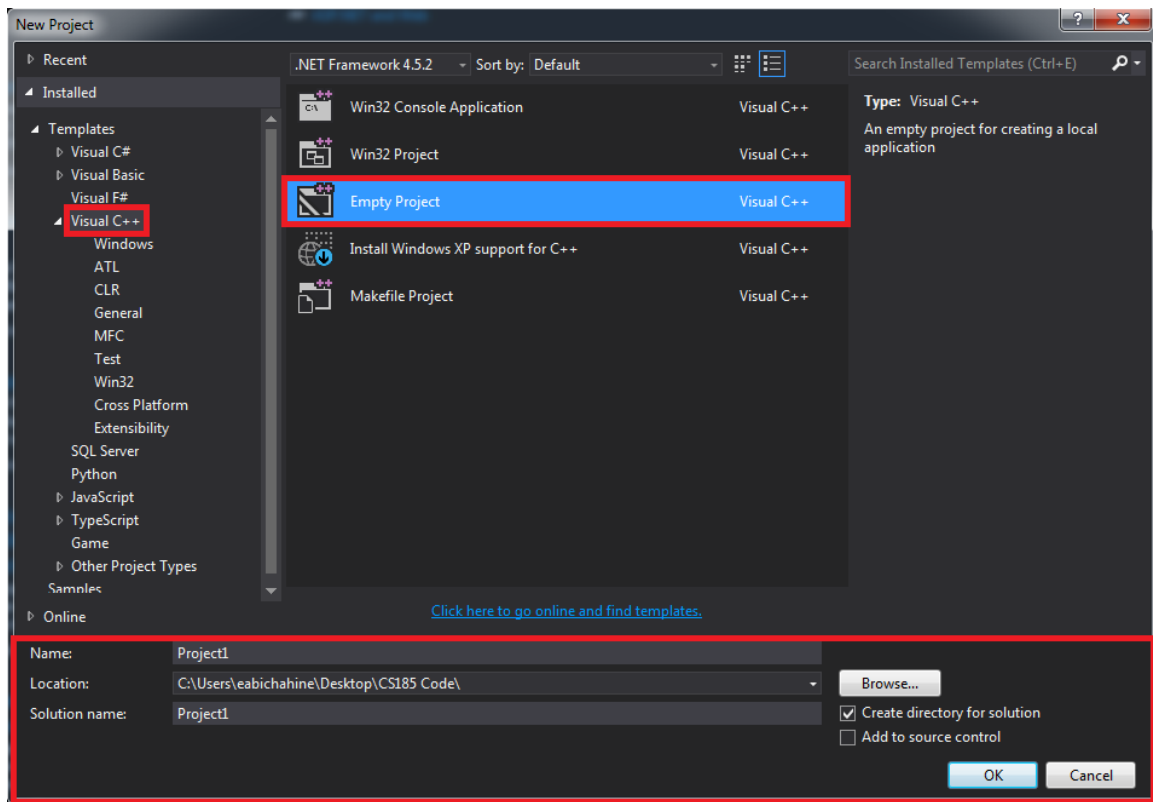 New Project
?
X
Recent
.NET Framework 4.5.2 Sort by: Default
Search Installed Templates (Ctrl+E)
Installed
Templates
Visual C#
Visual Basic
Visual F#
Visual C++
Windows
ATL
CLR
General
MFC
Test
Win32
Cross Platform
Extensibility
SQL Server
Python
JavaScript
TypeScript
Game
Other Project Types
Samples
Online
Win32 Console Application Visual C++
Win32 Project Visual C++
Empty Project Visual C++
Install Windows XP support for C++ Visual C++
Makefile Project Visual C++
Click here to go online and find templates.
Type: Visual C++
An empty project for creating a local
application
Name: Project1
Location: C:\Users\eabichahine\Desktop\CS185 Code\ Browse...
Solution name: Project1
Create directory for solution
Add to source control
OK Cancel